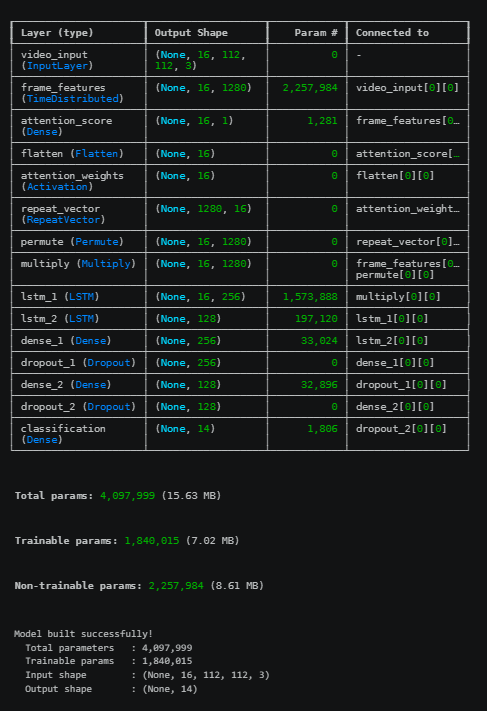 Layer (type) Output Shape Param # Connected to
video_input (None, 16, 112, 0 -
(InputLayer) 112, 3)
frame_features (None, 16, 1280) 2,257,984 video_input[0][0]
(TimeDistributed)
attention_score (None, 16, 1) 1,281 frame_features[0…
(Dense)
flatten (Flatten) (None, 16) 0 attention_score[…
attention_weights (None, 16) 0 flatten[0][0]
(Activation)
repeat_vector (None, 1280, 16) 0 attention_weight…
(RepeatVector)
permute (Permute) (None, 16, 1280) 0 repeat_vector[0]…
multiply (Multiply) (None, 16, 1280) 0 frame_features[0…
permute[0][0]
lstm_1 (LSTM) (None, 16, 256) 1,573,888 multiply[0][0]
lstm_2 (LSTM) (None, 128) 197,120 lstm_1[0][0]
dense_1 (Dense) (None, 256) 33,024 lstm_2[0][0]
dropout_1 (Dropout) (None, 256) 0 dense_1[0][0]
dense_2 (Dense) (None, 128) 32,896 dropout_1[0][0]
dropout_2 (Dropout) (None, 128) 0 dense_2[0][0]
classification (None, 14) 1,806 dropout_2[0][0]
(Dense)
Total params: 4,097,999 (15.63 MB)
Trainable params: 1,840,015 (7.02 MB)
Non-trainable params: 2,257,984 (8.61 MB)
Model built successfully!
Total parameters : 4,097,999
Trainable params : 1,840,015
Input shape : (None, 16, 112, 112, 3)
Output shape : (None, 14)